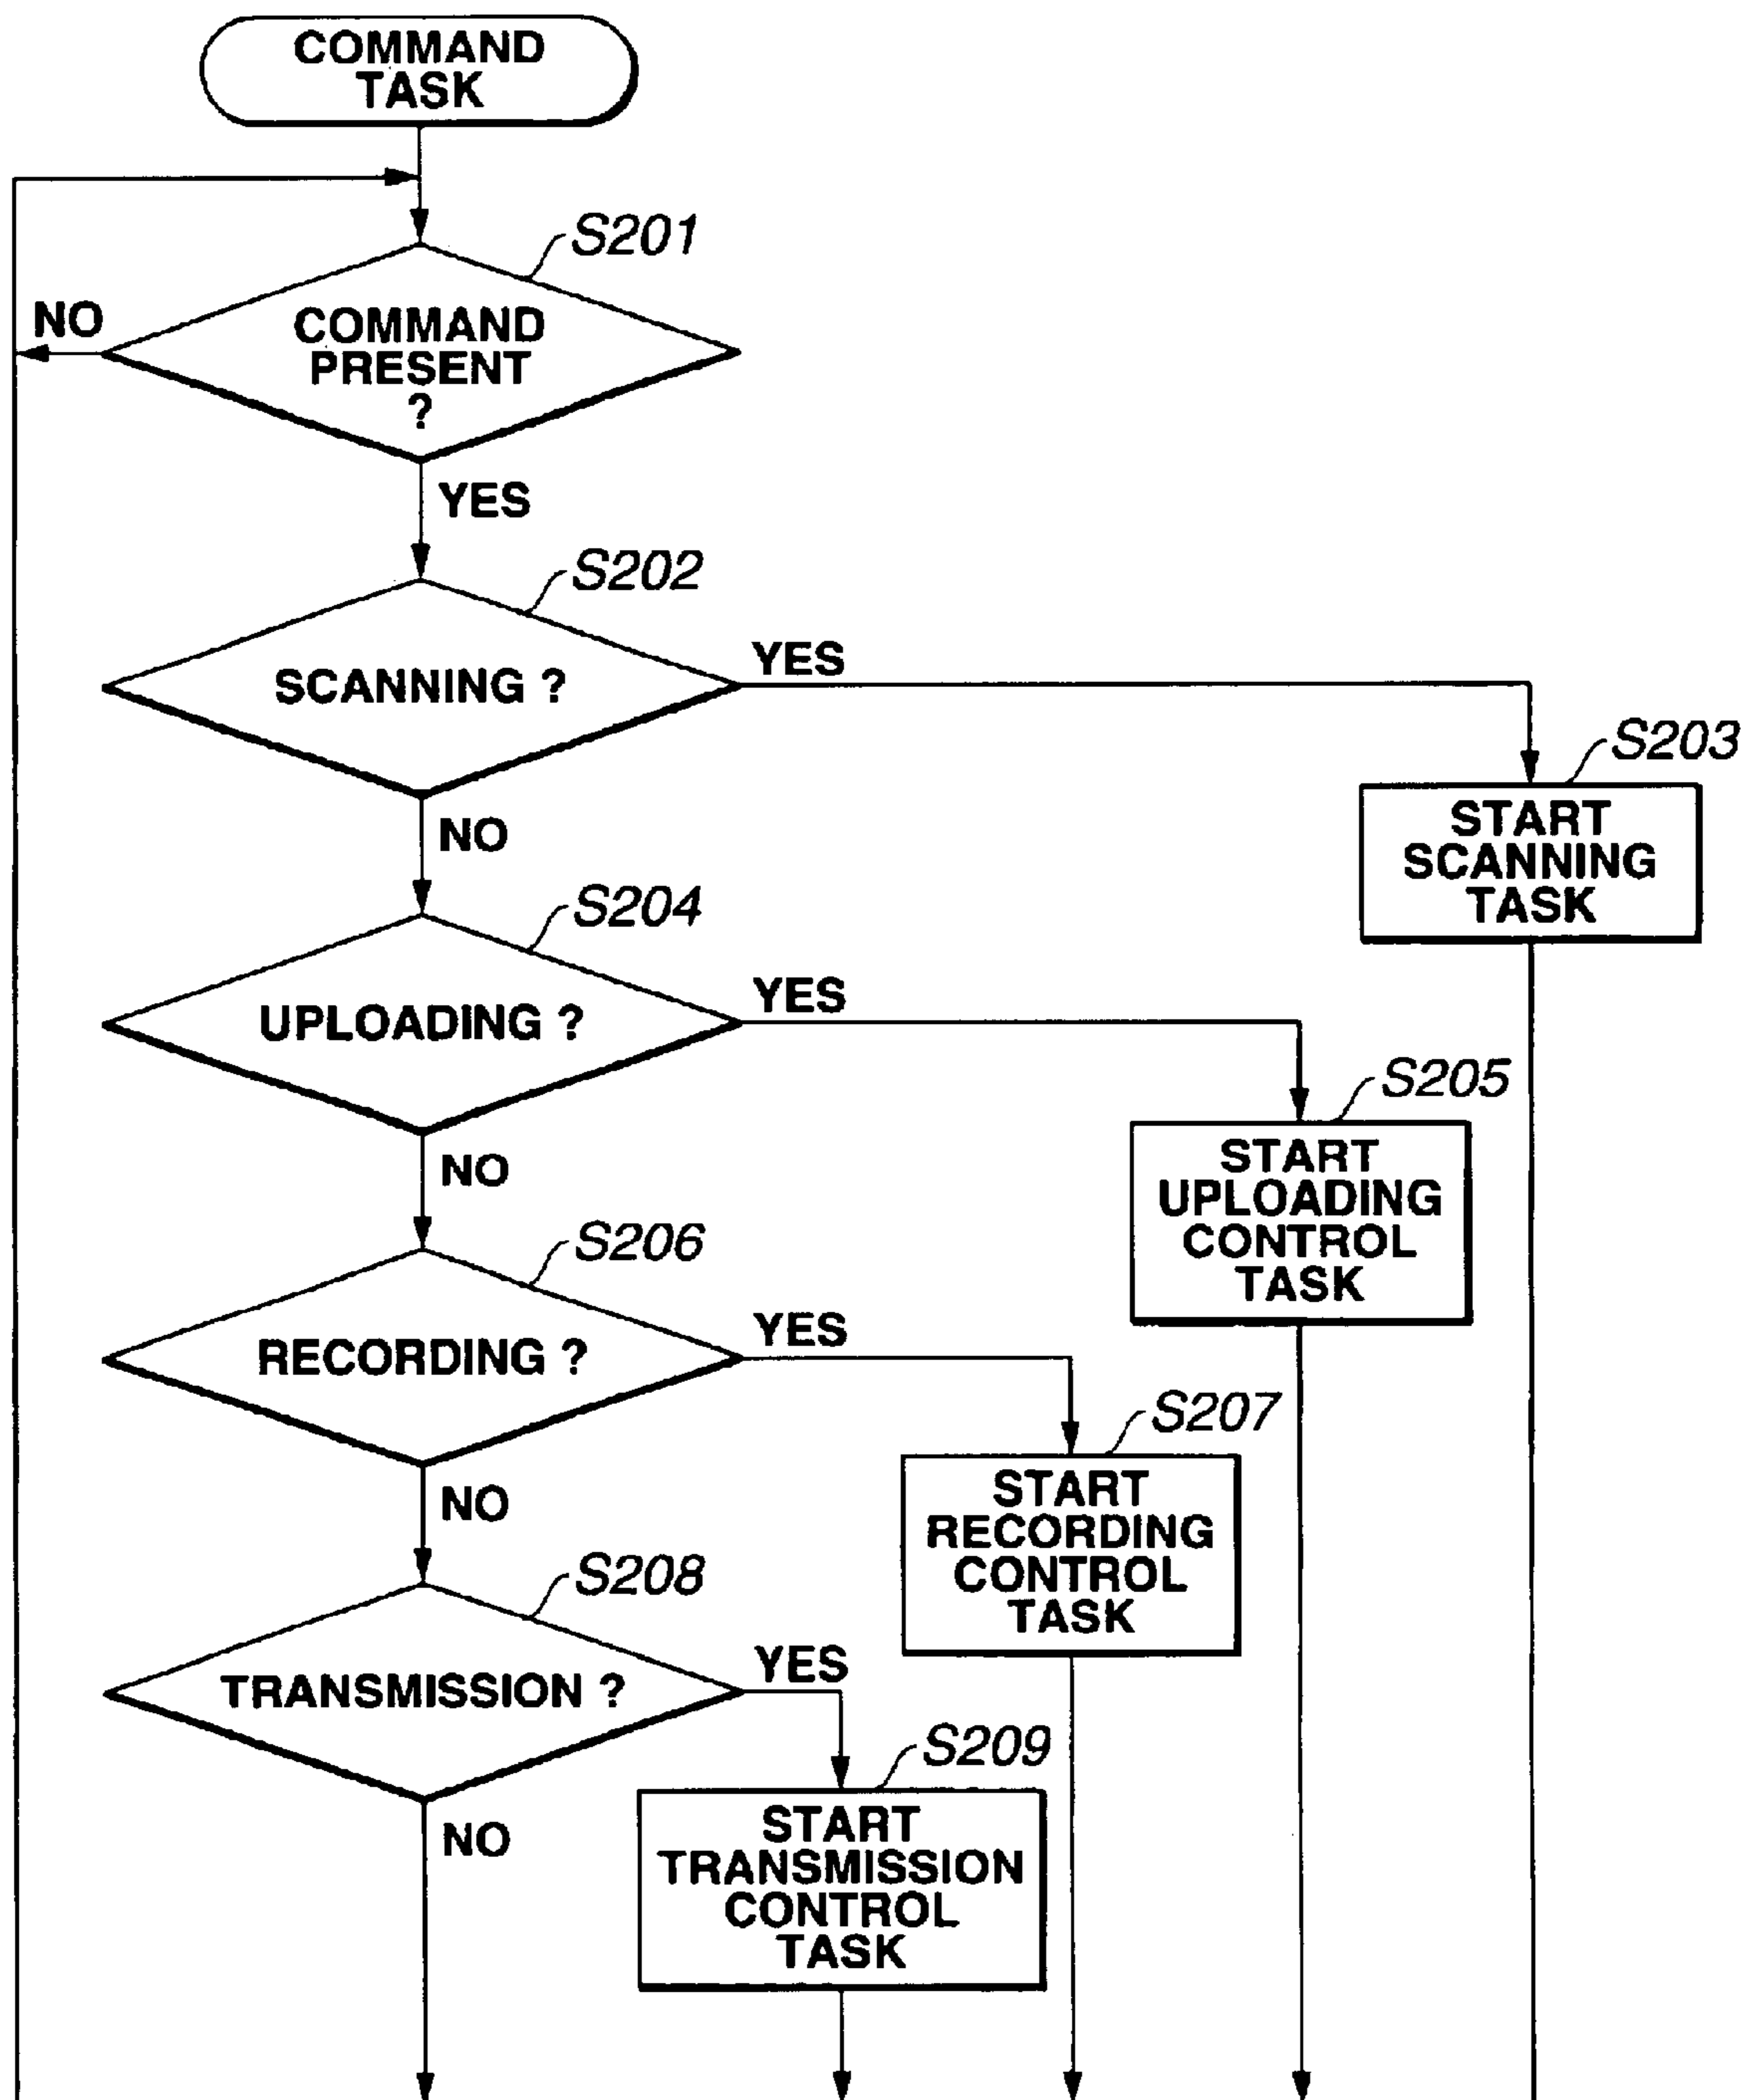 COMMAND
TASK
S201
NO
COMMAND
PRESENT
?
YES
S202
SCANNING ?
YES
S203
START
SCANNING
TASK
NO
S204
UPLOADING ?
YES
S205
START
UPLOADING
CONTROL
TASK
NO
S206
RECORDING ?
YES
S207
START
RECORDING
CONTROL
TASK
NO
S208
TRANSMISSION ?
YES
S209
START
TRANSMISSION
CONTROL
TASK
NO